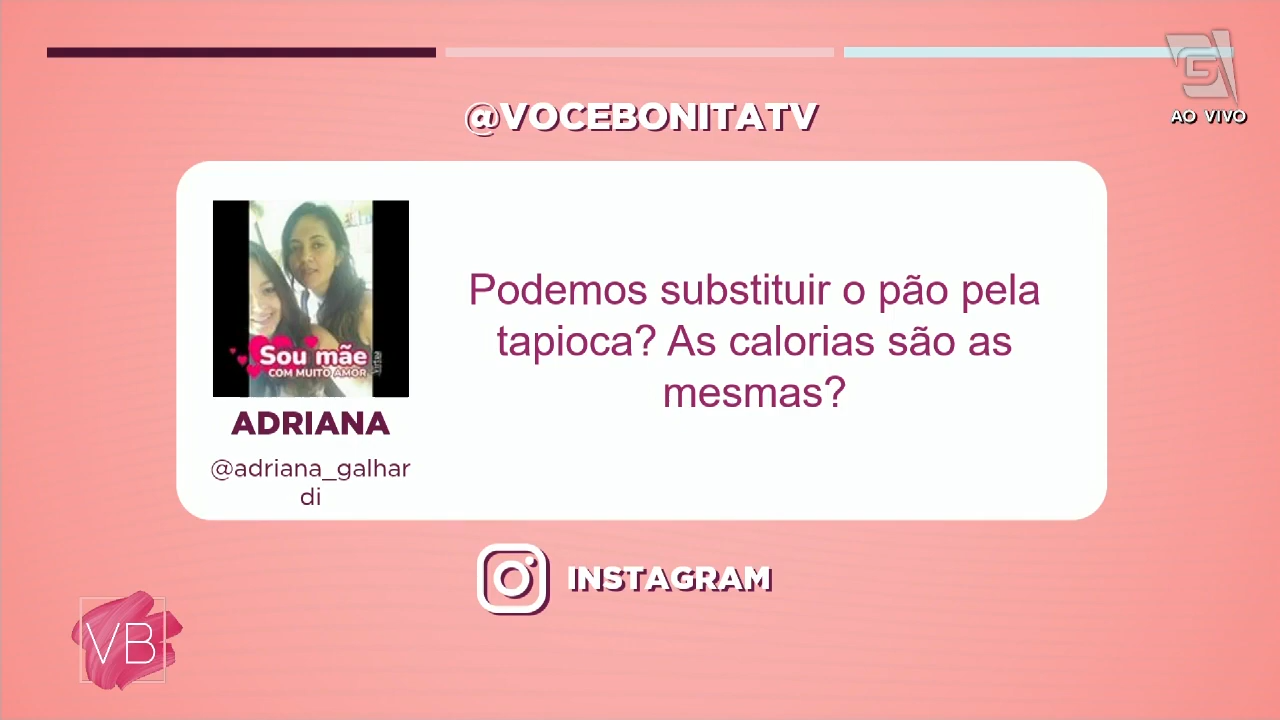 @VOCEBONITATV
AO VIVO
Sou mãe
COM MUITO AMOR
ADRIANA
@adriana_galhar
di
Podemos substituir o pão pela
tapioca? As calorias são as
mesmas?
INSTAGRAM
VB